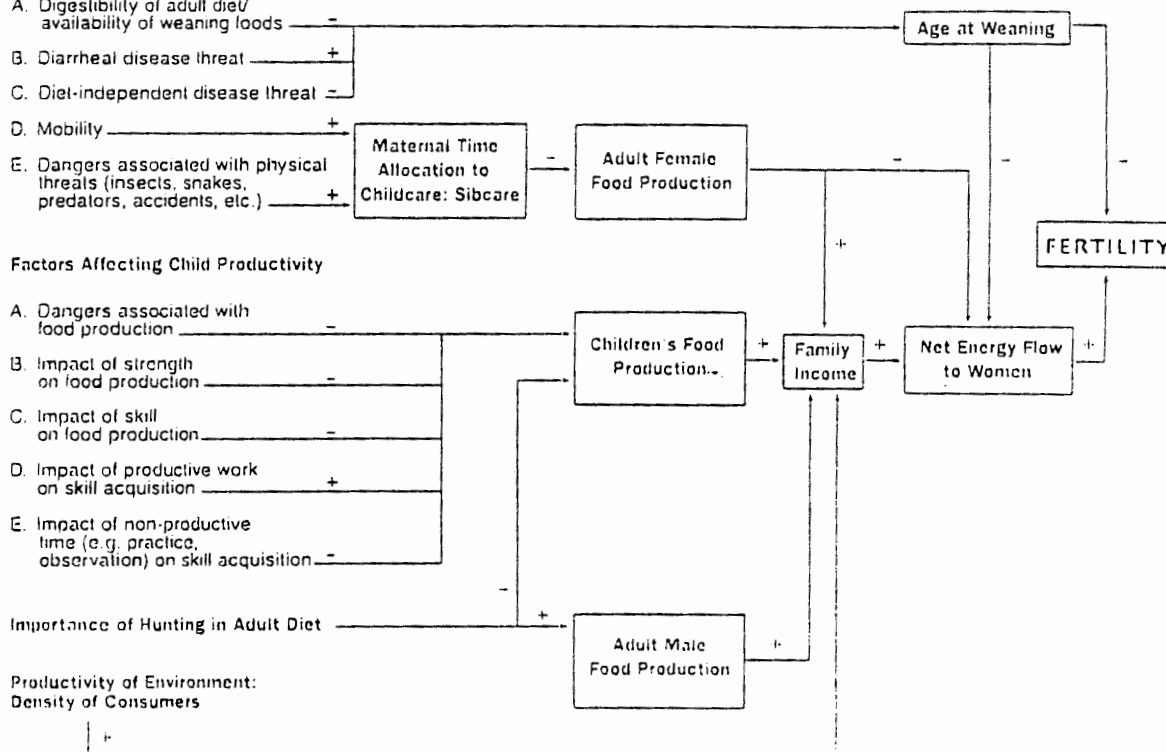 A. Digestibility of adult diet/
availability of weaning foods -
B. Diarrheal disease threat +
C. Diet-independent disease threat -
D. Mobility +
E. Dangers associated with physical
threats (insects, snakes,
predators, accidents, etc.) +
Maternal Time
Allocation to
Childcare: Sibcare
-
Adult Female
Food Production
-
+
Age at Weaning
-
-
FERTILITY
Factors Affecting Child Productivity
A. Dangers associated with
food production -
B. Impact of strength
on food production -
C. Impact of skill
on food production -
D. Impact of productive work
on skill acquisition +
E. Impact of non-productive
time (e.g. practice,
observation) on skill acquisition -
Children's Food
Production
+
Family
Income
+
Net Energy Flow
to Women
+
-
Importance of Hunting in Adult Diet +
Adult Male
Food Production
+
Productivity of Environment:
Density of Consumers
+